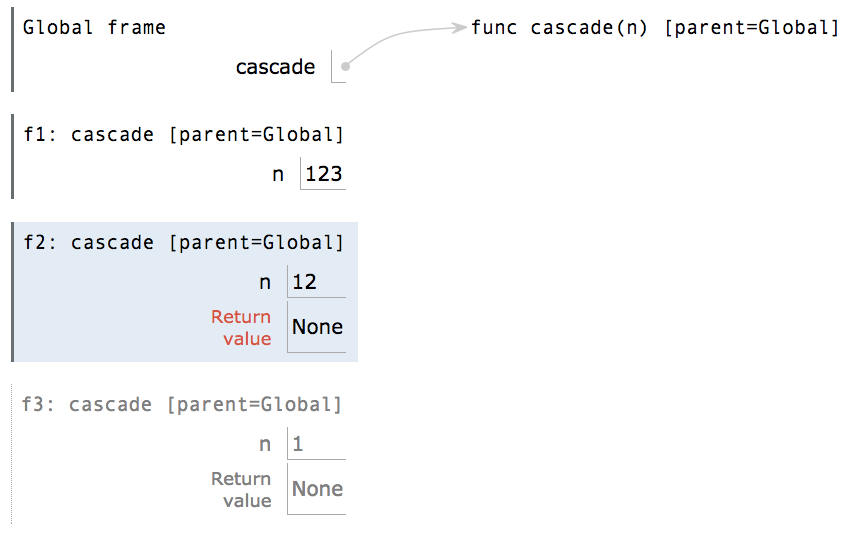 Global frame
func cascade(n) [parent=Global]
cascade
f1: cascade [parent=Global]
n 123
f2: cascade [parent=Global]
n 12
Return
value None
f3: cascade [parent=Global]
n 1
Return
value None